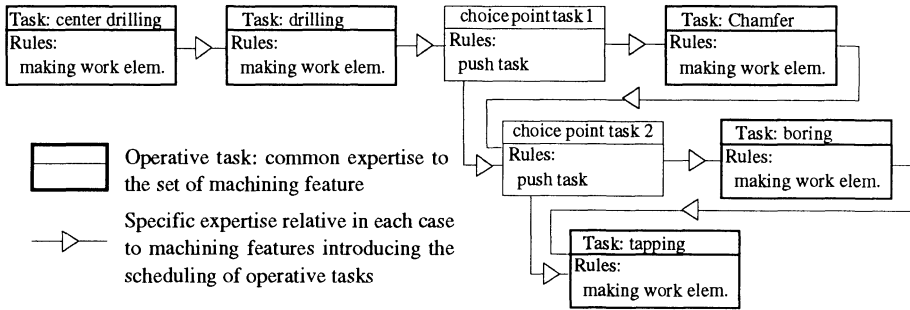 Task: center drilling
Rules:
making work elem.
Task: drilling
Rules:
making work elem.
choice point task 1
Rules:
push task
Task: Chamfer
Rules:
making work elem.
choice point task 2
Rules:
push task
Task: boring
Rules:
making work elem.
Task: tapping
Rules:
making work elem.
Operative task: common expertise to
the set of machining feature
Specific expertise relative in each case
to machining features introducing the
scheduling of operative tasks